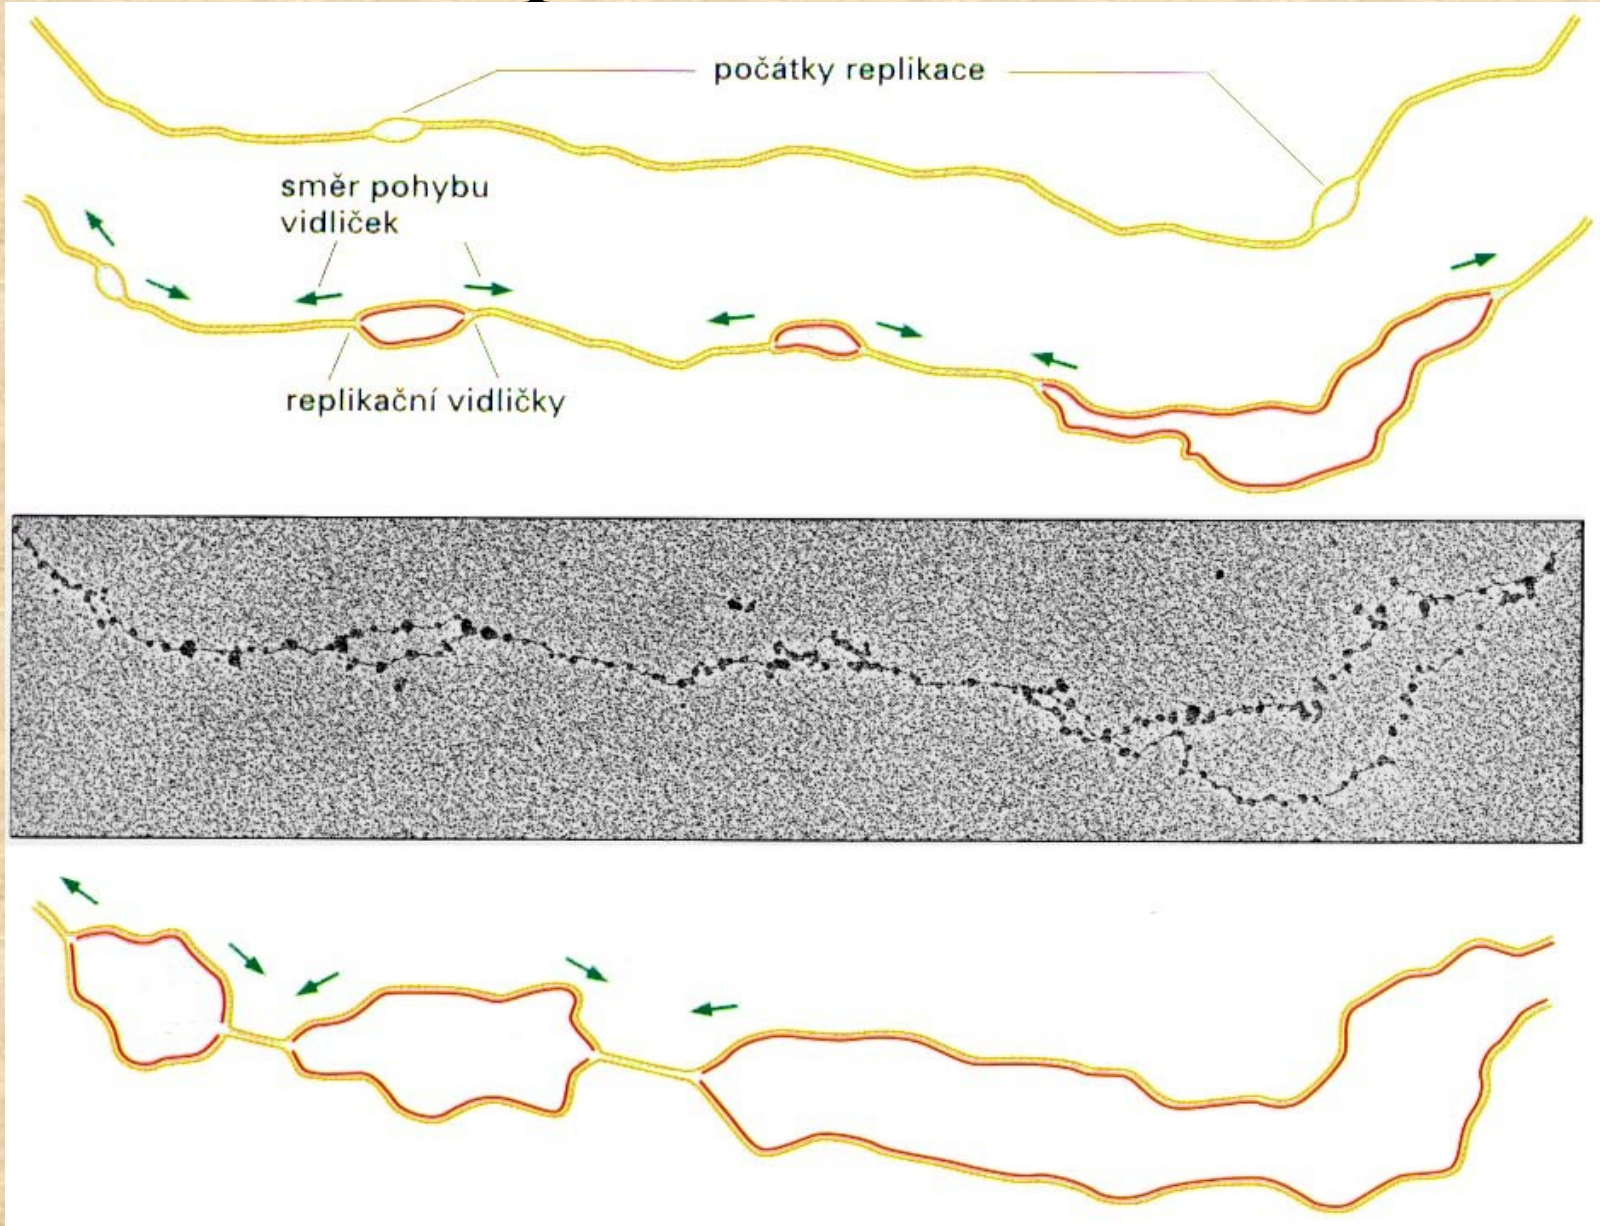 počátky replikace
směr pohybu
vidliček
replikační vidličky